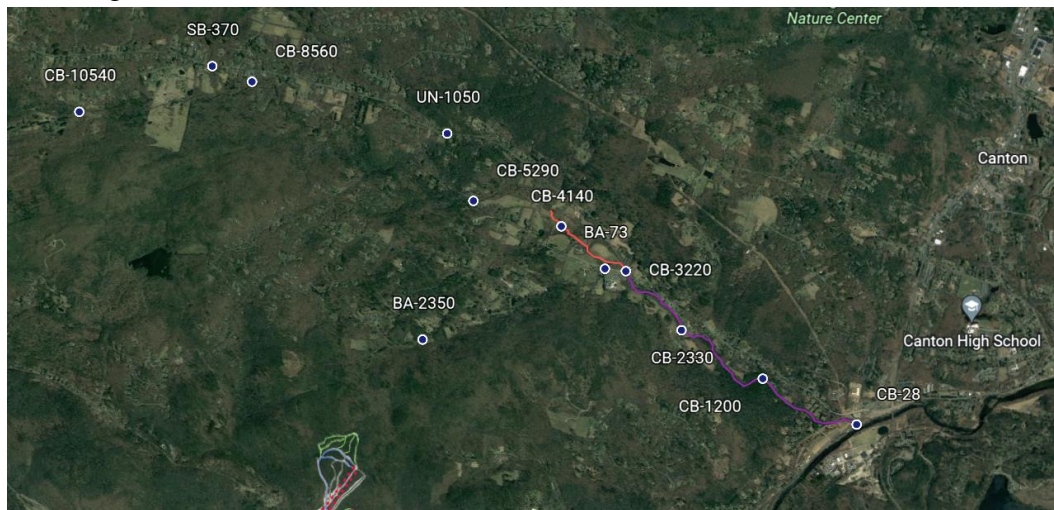 Nature Center
SB-370
CB-8560
CB-10540
UN-1050
Canton
CB-5290
CB-4140
BA-73
CB-3220
BA-2350
Canton High School
CB-2330
CB-28
CB-1200